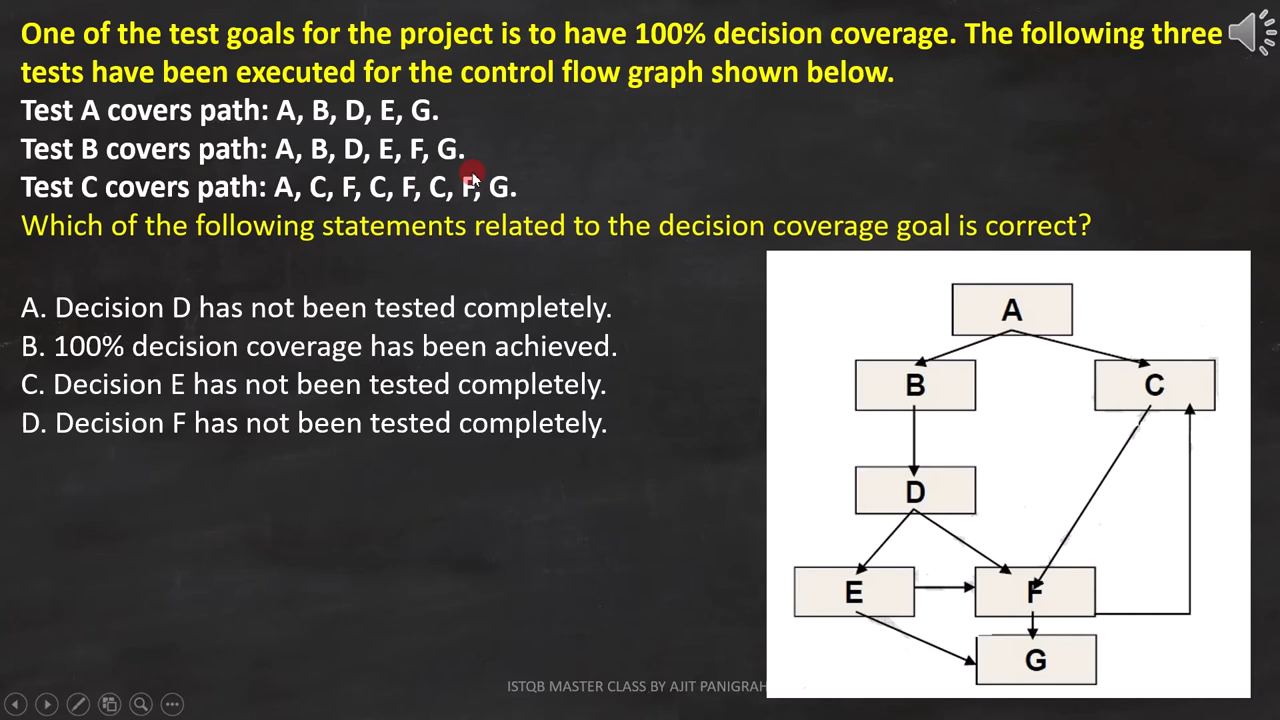 One of the test goals for the project is to have 100% decision coverage. The following three
tests have been executed for the control flow graph shown below.
Test A covers path: A, B, D, E, G.
Test B covers path: A, B, D, E, F, G.
Test C covers path: A, C, F, C, F, C, F, G.
Which of the following statements related to the decision coverage goal is correct?
A. Decision D has not been tested completely.
B. 100% decision coverage has been achieved.
C. Decision E has not been tested completely.
D. Decision F has not been tested completely.
A
B
C
D
E
F
G
ISTQB MASTER CLASS BY AJIT PANIGRAH